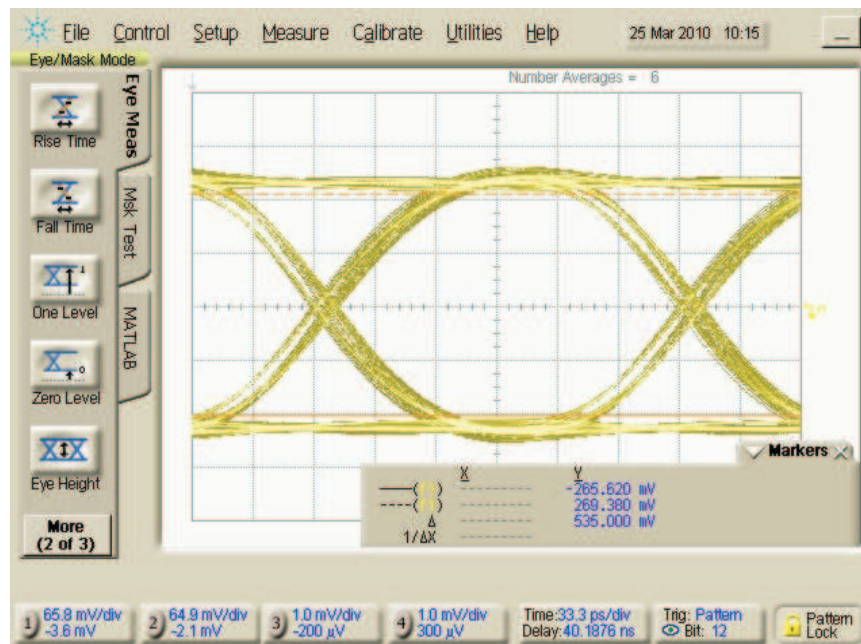 File Control Setup Measure Calibrate Utilities Help 25 Mar 2010 10:15
Eye/Mask Mode
Number Averages = 6
Eye Meas
Msk Test
MATLAB
Rise Time
Fall Time
One Level
Zero Level
Eye Height
More
(2 of 3)
Markers
X Y
-265.620 mV
269.380 mV
Δ 535.000 mV
1/ΔX
1 65.8 mV/div
-3.6 mV
2 64.9 mV/div
-2.1 mV
3 1.0 mV/div
-200 µV
4 1.0 mV/div
300 µV
Time:33.3 ps/div
Delay:40.1876 ns
Trig: Pattern
Bit: 12
Pattern
Lock